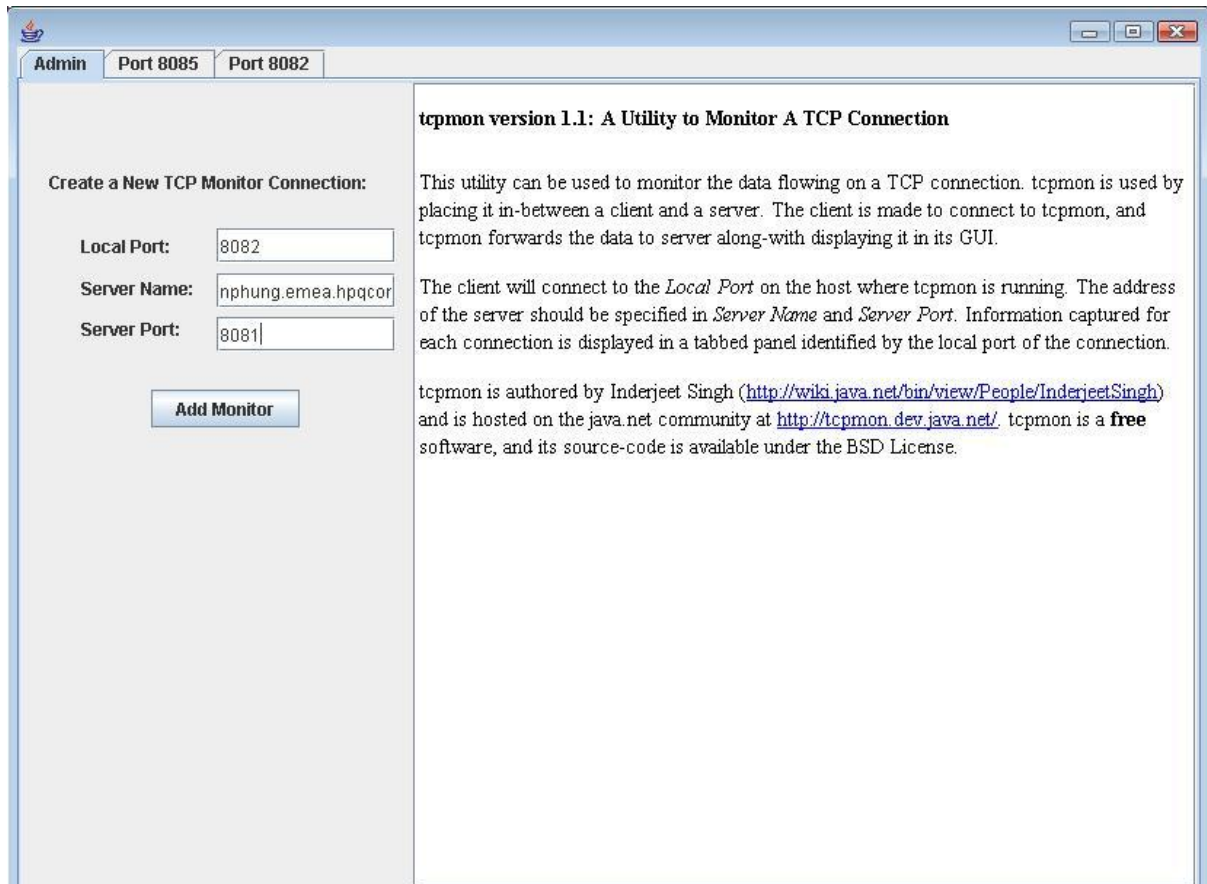 Admin Port 8085 Port 8082
Create a New TCP Monitor Connection:
Local Port: 8082
Server Name: nphung.emea.hpqcor
Server Port: 8081
Add Monitor
tcpmon version 1.1: A Utility to Monitor A TCP Connection
This utility can be used to monitor the data flowing on a TCP connection. tcpmon is used by
placing it in-between a client and a server. The client is made to connect to tcpmon, and
tcpmon forwards the data to server along-with displaying it in its GUI.
The client will connect to the Local Port on the host where tcpmon is running. The address
of the server should be specified in Server Name and Server Port. Information captured for
each connection is displayed in a tabbed panel identified by the local port of the connection.
tcpmon is authored by Inderjeet Singh (http://wiki.java.net/bin/view/People/InderjeetSingh)
and is hosted on the java.net community at http://tcpmon.dev.java.net/. tcpmon is a free
software, and its source-code is available under the BSD License.